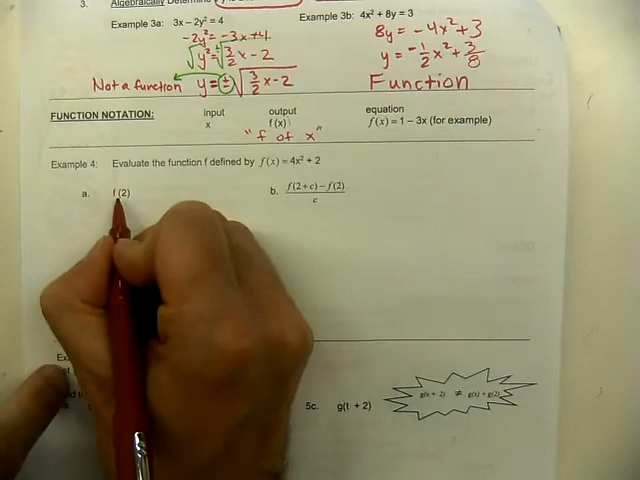 3. Algebraically Determine
Example 3a: 3x - 2y² = 4 Example 3b: 4x² + 8y = 3
-2y² = -3x+4 8y = -4x² + 3
√y² = ±√3/2 x - 2 y = -1/2 x² + 3/8
Not a function y = ± √3/2 x - 2 Function
FUNCTION NOTATION: input output equation
x f(x) f(x) = 1 - 3x (for example)
"f of x"
Example 4: Evaluate the function f defined by f(x) = 4x² + 2
a. f(2) b. f(2+c) - f(2) / c
Ex
5c. g(t + 2) g(x + 2) ≠ g(x) + g(2)